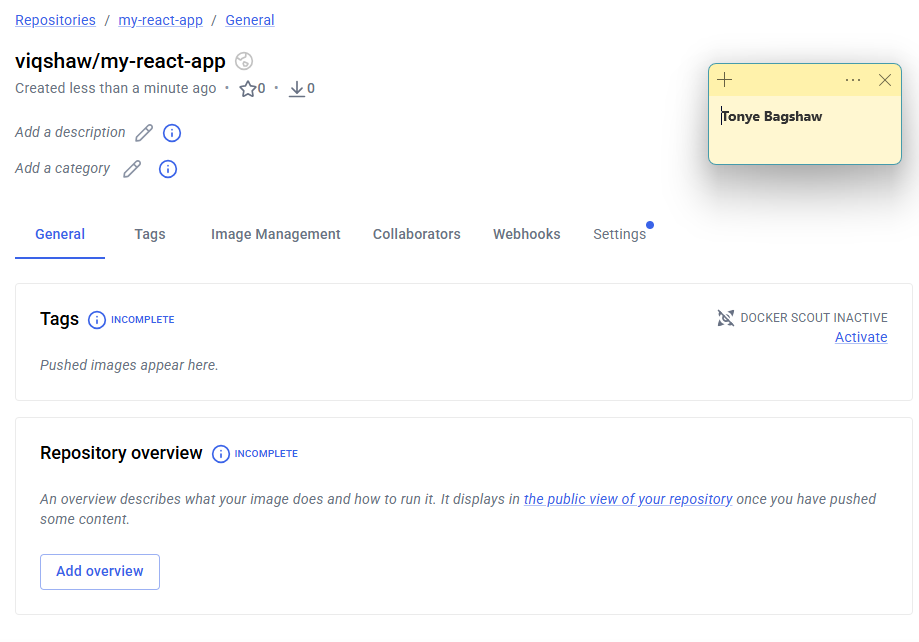 Repositories / my-react-app / General
viqshaw/my-react-app
Created less than a minute ago • 0 • 0
Tonye Bagshaw
Add a description
Add a category
General Tags Image Management Collaborators Webhooks Settings
Tags INCOMPLETE
DOCKER SCOUT INACTIVE
Activate
Pushed images appear here.
Repository overview INCOMPLETE
An overview describes what your image does and how to run it. It displays in the public view of your repository once you have pushed
some content.
Add overview